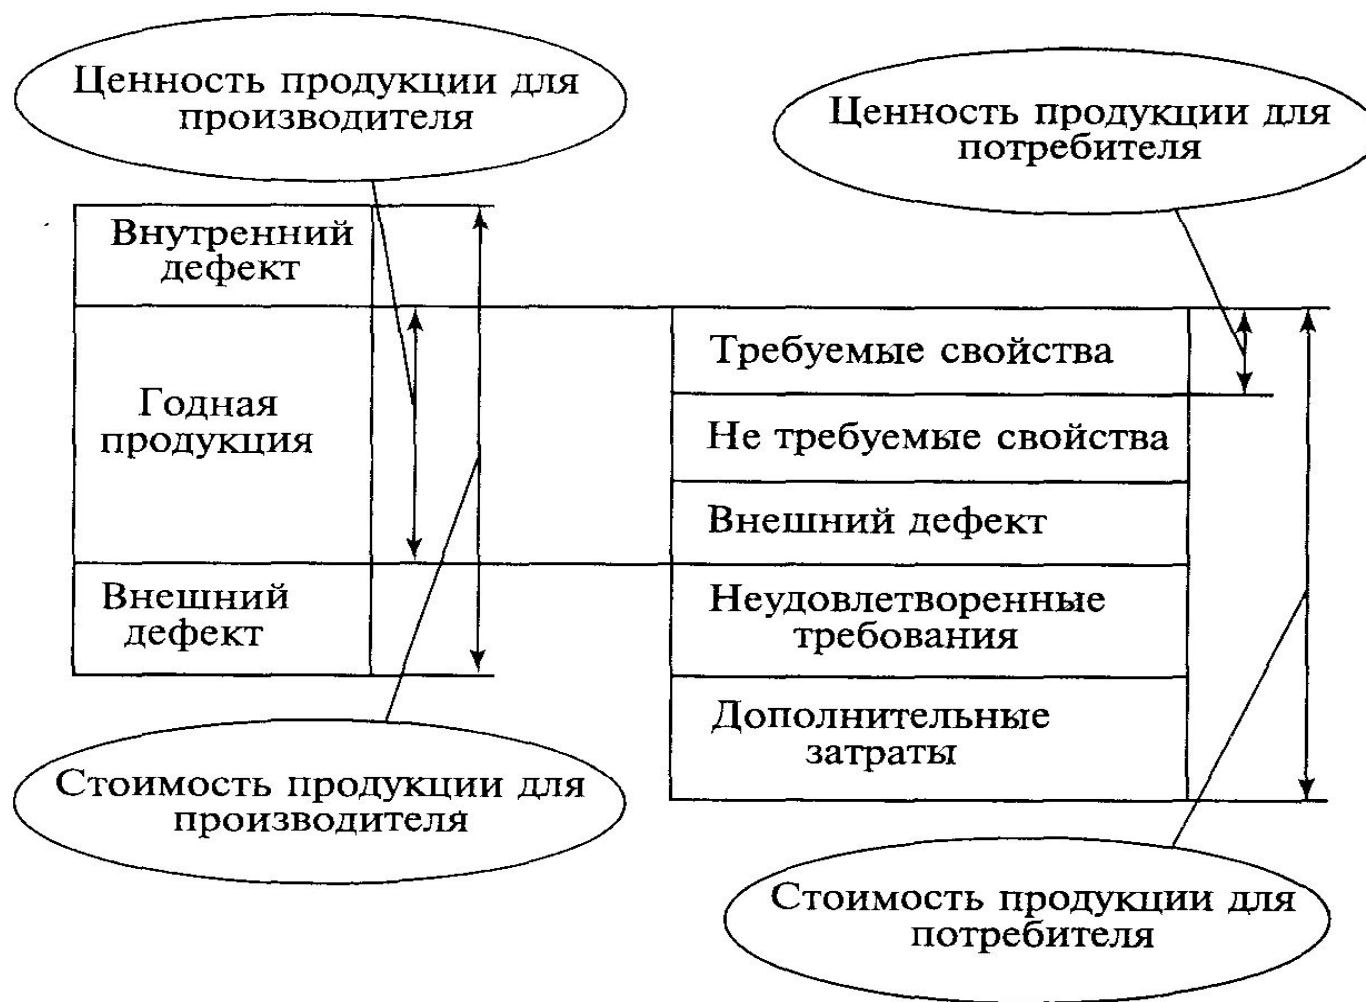 Ценность продукции для
производителя
Ценность продукции для
потребителя
Внутренний
дефект
Годная
продукция
Внешний
дефект
Требуемые свойства
Не требуемые свойства
Внешний дефект
Неудовлетворенные
требования
Дополнительные
затраты
Стоимость продукции для
производителя
Стоимость продукции для
потребителя